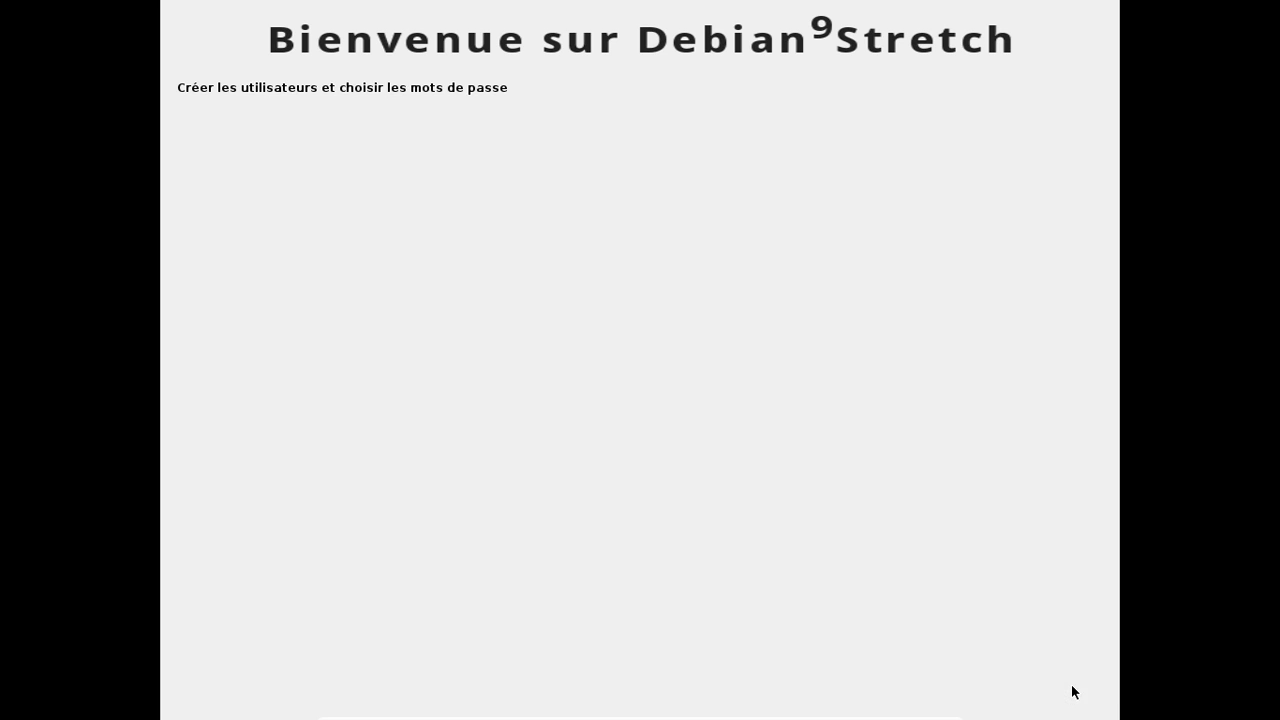 Bienvenue sur Debian⁹Stretch
Créer les utilisateurs et choisir les mots de passe